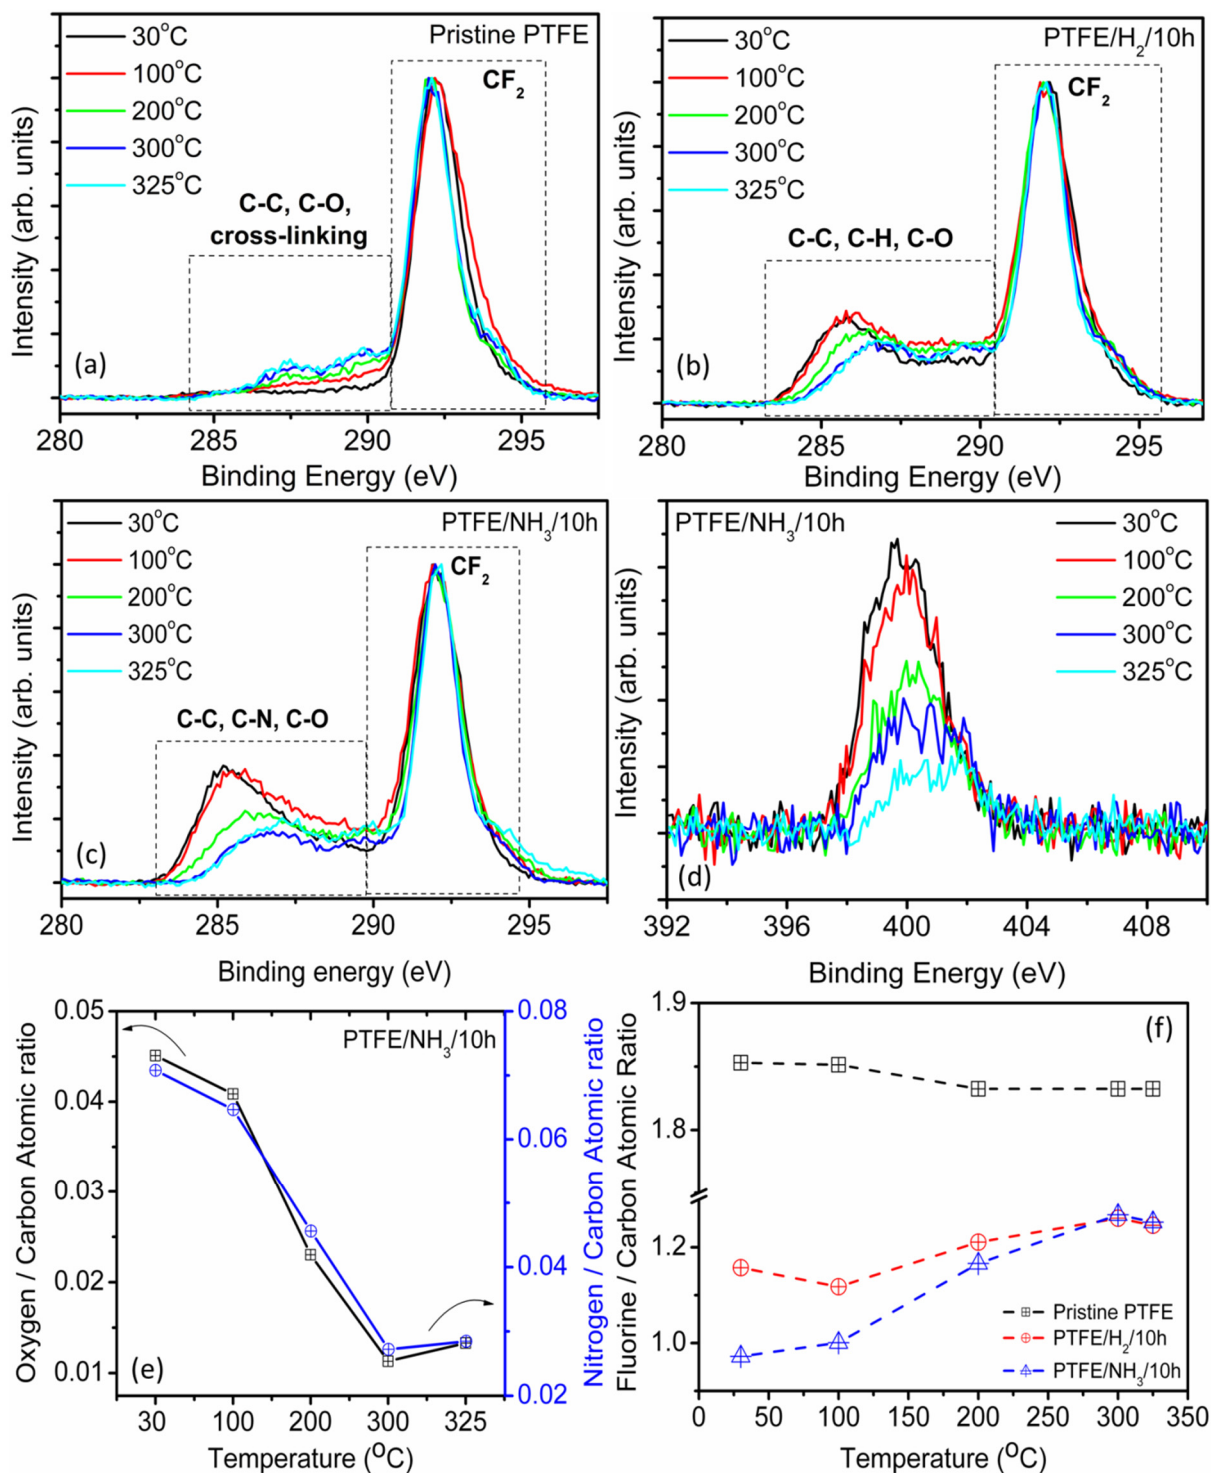 30°C
100°C
200°C
300°C
325°C
Pristine PTFE
CF2
C-C, C-O,
cross-linking
(a)
Intensity (arb. units)
280 285 290 295
Binding Energy (eV)
30°C
100°C
200°C
300°C
325°C
PTFE/H2/10h
CF2
C-C, C-H, C-O
(b)
Intensity (arb. units)
280 285 290 295
Binding Energy (eV)
30°C
100°C
200°C
300°C
325°C
PTFE/NH3/10h
CF2
C-C, C-N, C-O
(c)
Intensity (arb. units)
280 285 290 295
Binding energy (eV)
PTFE/NH3/10h
30°C
100°C
200°C
300°C
325°C
(d)
Intensity (arb. units)
392 396 400 404 408
Binding Energy (eV)
0.05
0.04
0.03
0.02
0.01
Oxygen / Carbon Atomic ratio
PTFE/NH3/10h
(e)
0.08
0.06
0.04
0.02
Nitrogen / Carbon Atomic ratio
30 100 200 300 325
Temperature (°C)
1.9
1.8
1.2
1.0
Fluorine / Carbon Atomic Ratio
(f)
Pristine PTFE
PTFE/H2/10h
PTFE/NH3/10h
0 50 100 150 200 250 300 350
Temperature (°C)